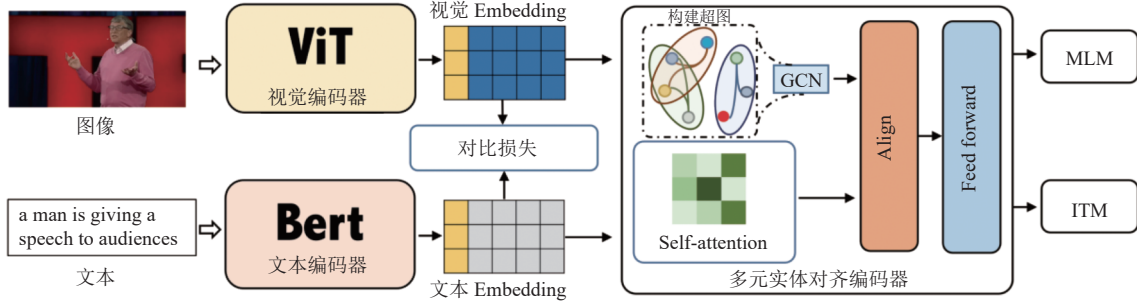 图像
a man is giving a
speech to audiences
文本
ViT
视觉编码器
Bert
文本编码器
视觉 Embedding
对比损失
文本 Embedding
构建超图
GCN
Self-attention
Align
Feed forward
多元实体对齐编码器
MLM
ITM